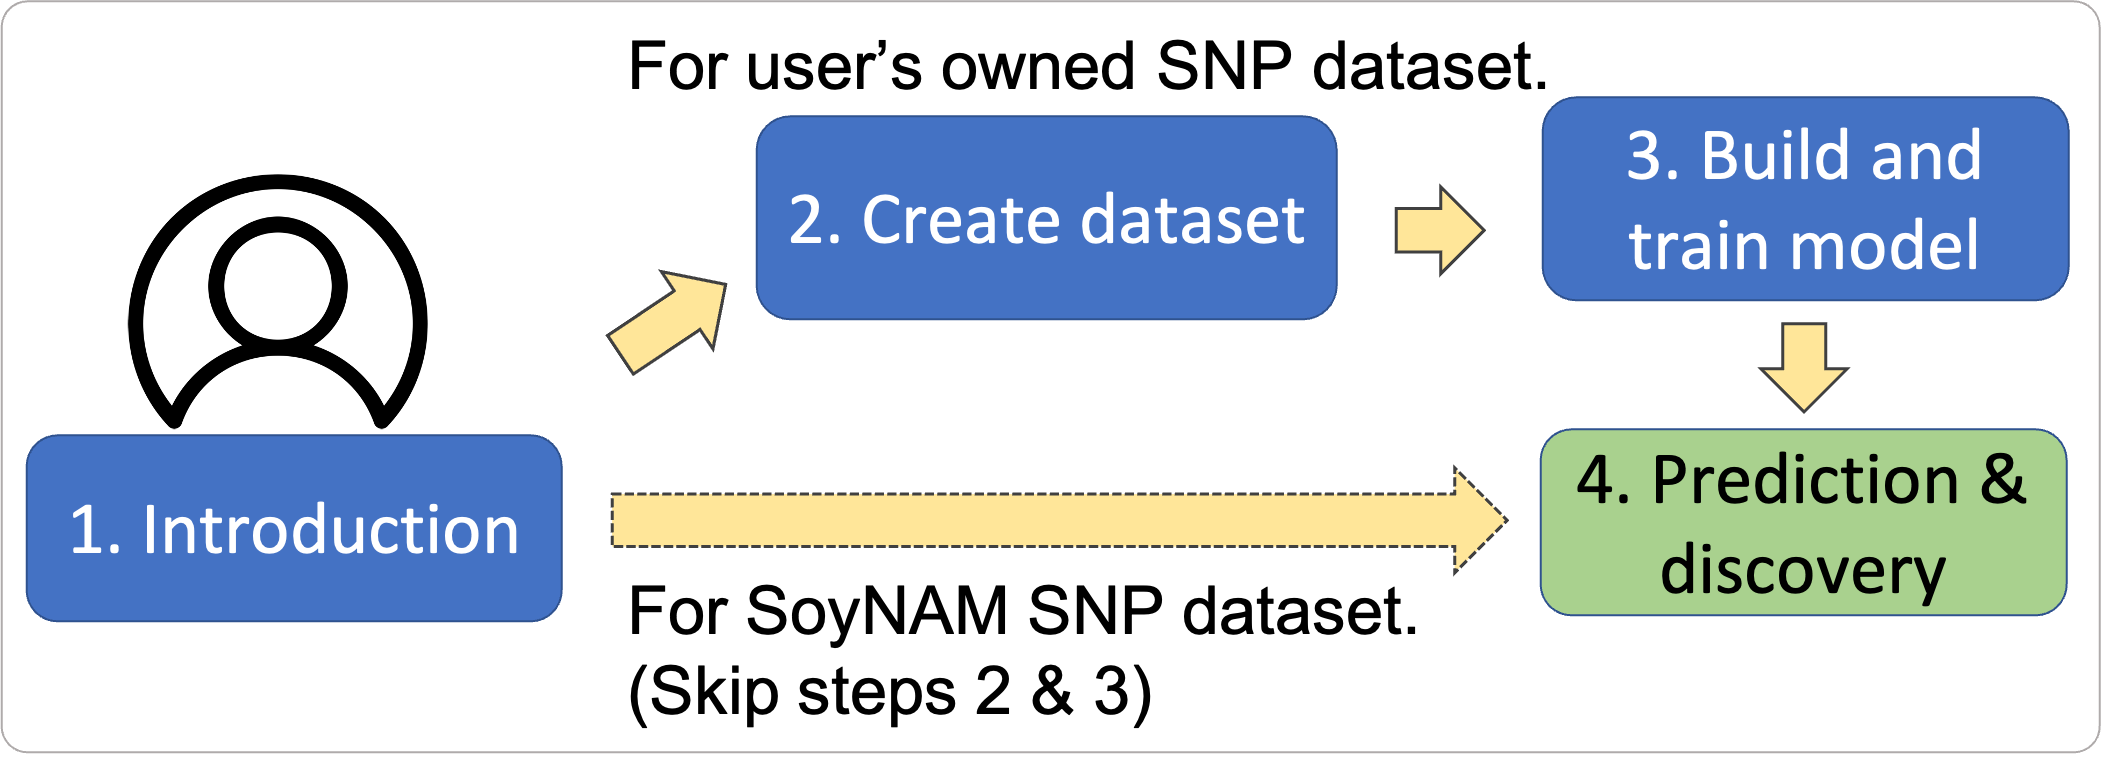 For user’s owned SNP dataset.
2. Create dataset
3. Build and
train model
1. Introduction
4. Prediction &
discovery
For SoyNAM SNP dataset.
(Skip steps 2 & 3)